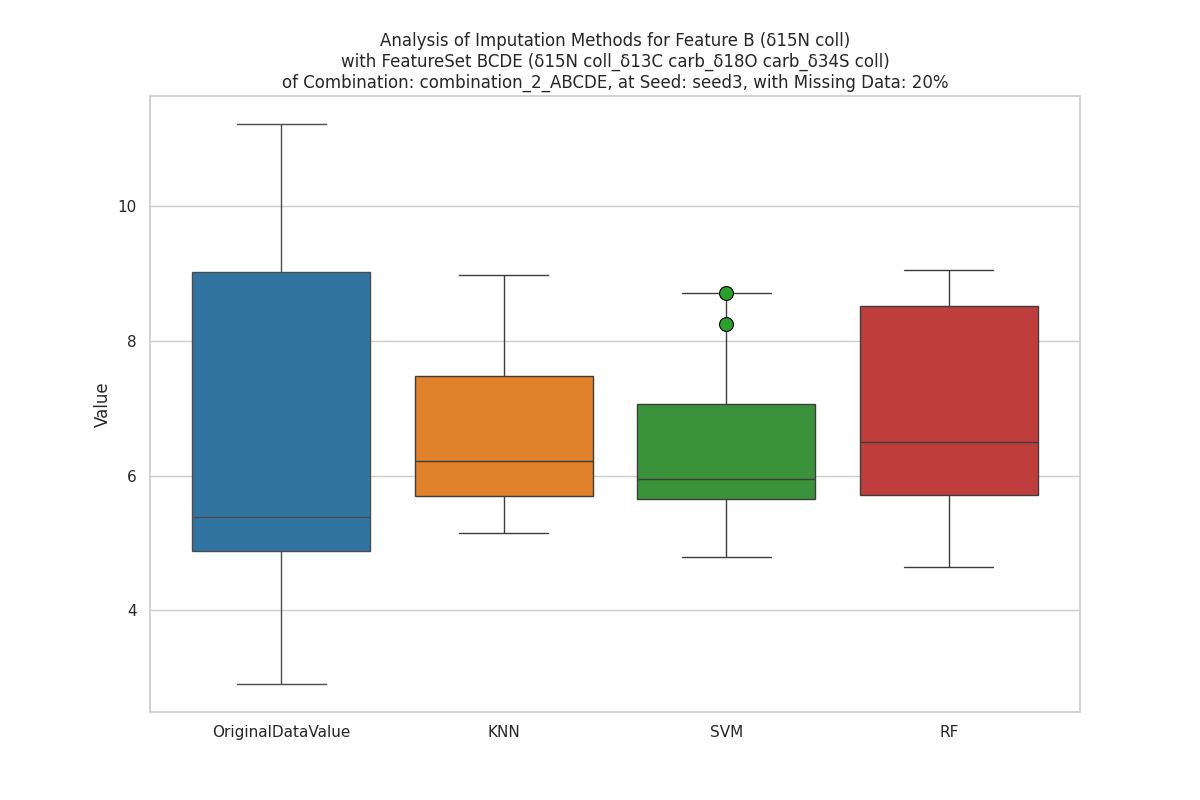 Analysis of Imputation Methods for Feature B (δ15N coll)
with FeatureSet BCDE (δ15N coll_δ13C carb_δ18O carb_δ34S coll)
of Combination: combination_2_ABCDE, at Seed: seed3, with Missing Data: 20%
10
8
6
4
Value
OriginalDataValue KNN SVM RF